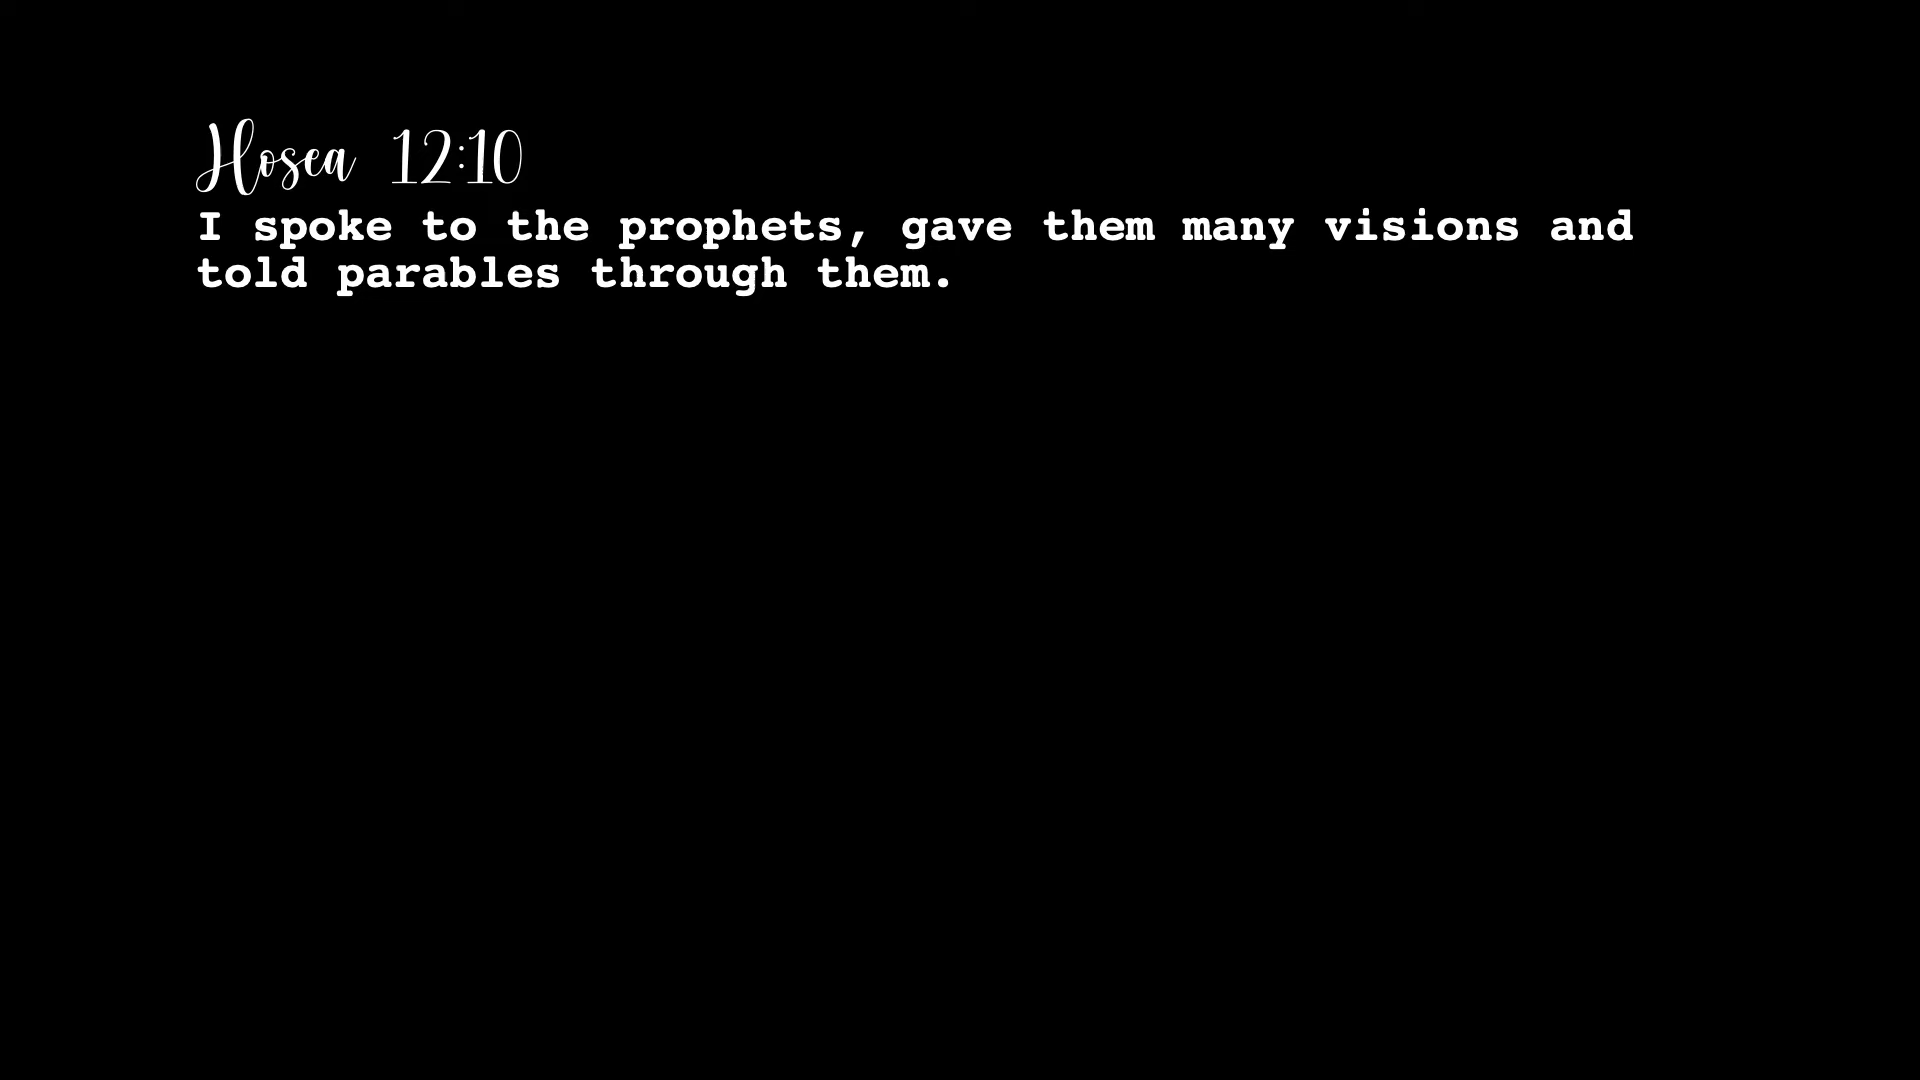 Hosea 12:10
I spoke to the prophets, gave them many visions and
told parables through them.